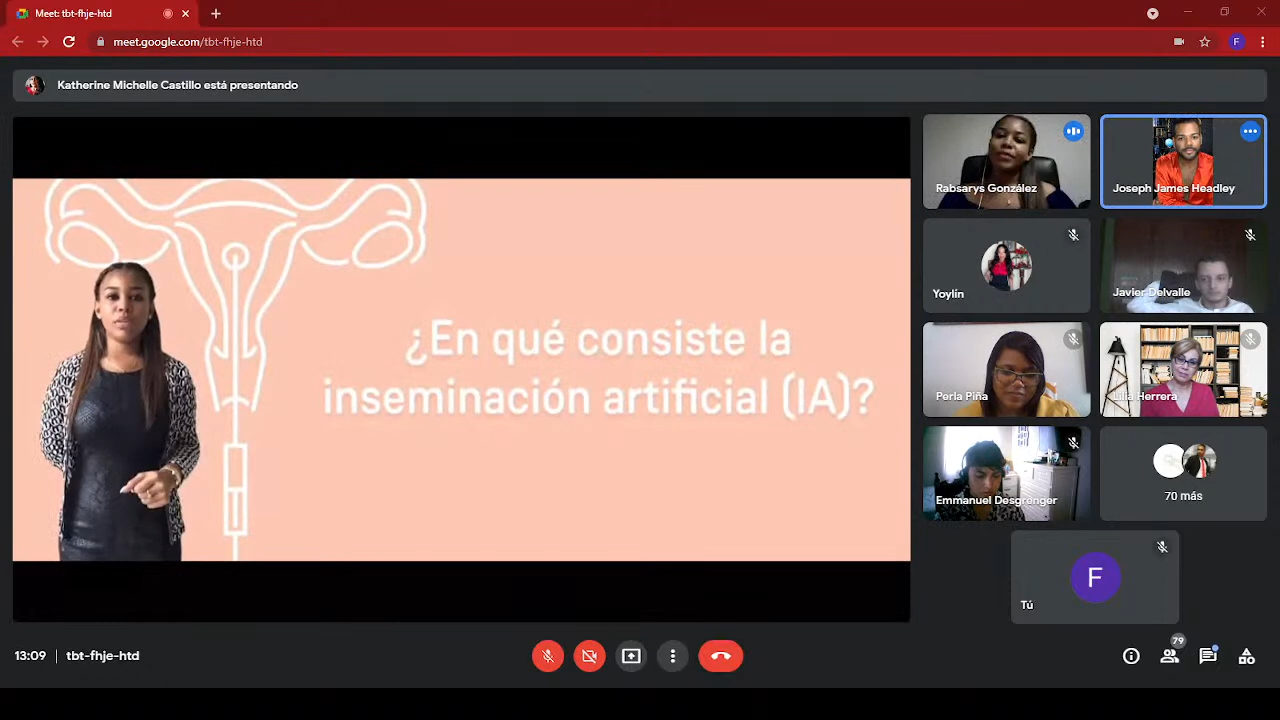 Meet: tbt-fhje-htd
meet.google.com/tbt-fhje-htd
F
Katherine Michelle Castillo está presentando
¿En qué consiste la
inseminación artificial (IA)?
Rabsarys González
Joseph James Headley
Yoylín
Javier Delvalle
Perla Piña
Lilia Herrera
Emmanuel Desgrenger
70 más
F
Tú
13:09 | tbt-fhje-htd
79